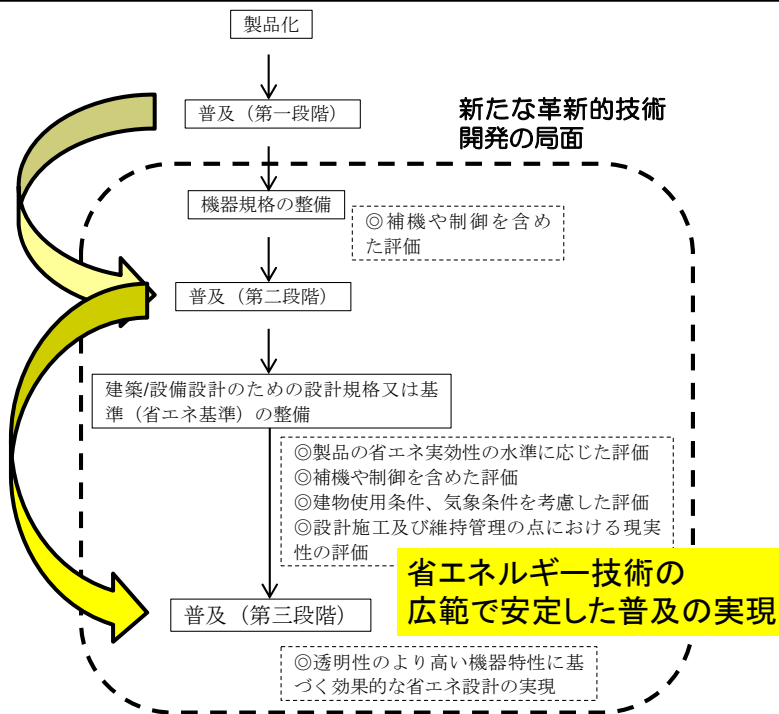 製品化
普及（第一段階）
新たな革新的技術
開発の局面
機器規格の整備
◎補機や制御を含め
た評価
普及（第二段階）
建築/設備設計のための設計規格又は基
準（省エネ基準）の整備
◎製品の省エネ実効性の水準に応じた評価
◎補機や制御を含めた評価
◎建物使用条件、気象条件を考慮した評価
◎設計施工及び維持管理の点における現実
性の評価
省エネルギー技術の
広範で安定した普及の実現
普及（第三段階）
◎透明性のより高い機器特性に基
づく効果的な省エネ設計の実現